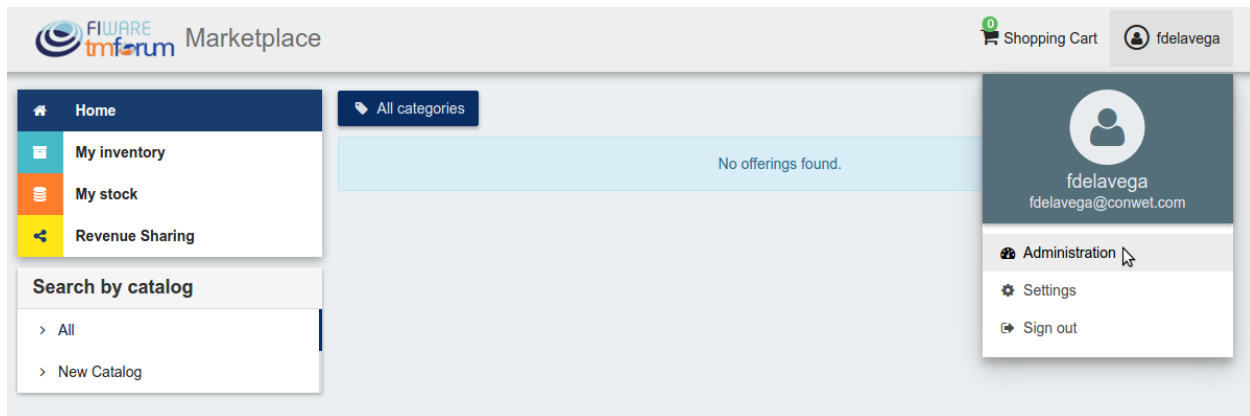 FIWARE
tmforum
Marketplace
0
Shopping Cart
fdelavega
Home
My inventory
My stock
Revenue Sharing
Search by catalog
All
New Catalog
All categories
No offerings found.
fdelavega
fdelavega@conwet.com
Administration
Settings
Sign out